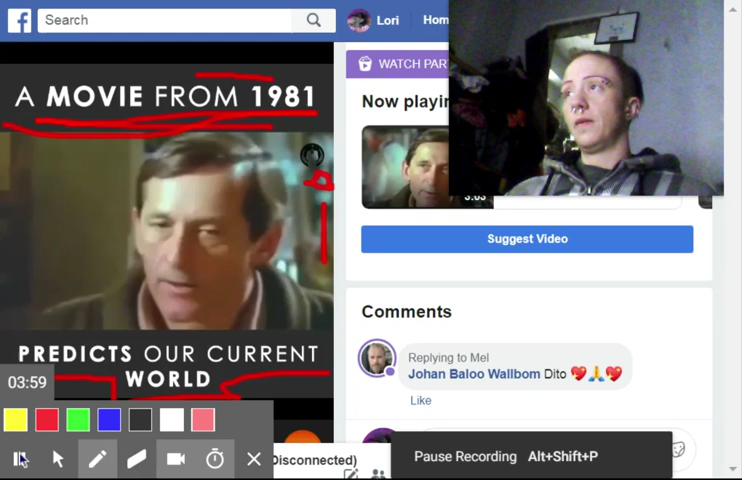 Search
Lori
Hom
WATCH PAR
A MOVIE FROM 1981
Now playin
3:03
Suggest Video
Comments
Replying to Mel
Johan Baloo Wallbom Dito
Like
PREDICTS OUR CURRENT
WORLD
03:59
Disconnected)
Pause Recording Alt+Shift+P